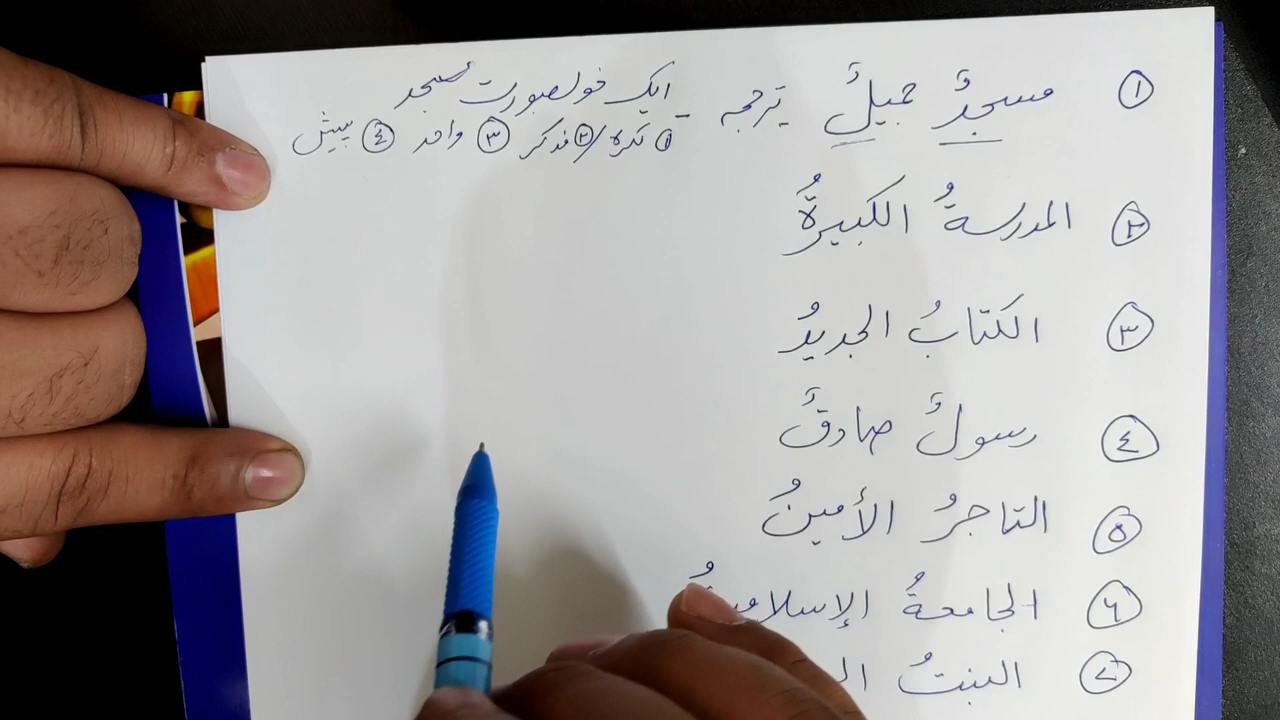 ١ مسجدٌ جميلٌ ترجمہ - ایک خوبصورت مسجد
١ نکرہ / ٢ مذکر ٣ واحد ٤ پیش
٢ المدرسةُ الكبيرةُ
٣ الكتابُ الجديدُ
٤ رسولٌ صادقٌ
٥ التاجرُ الأمينُ
٦ الجامعةُ
٧ البنتُ